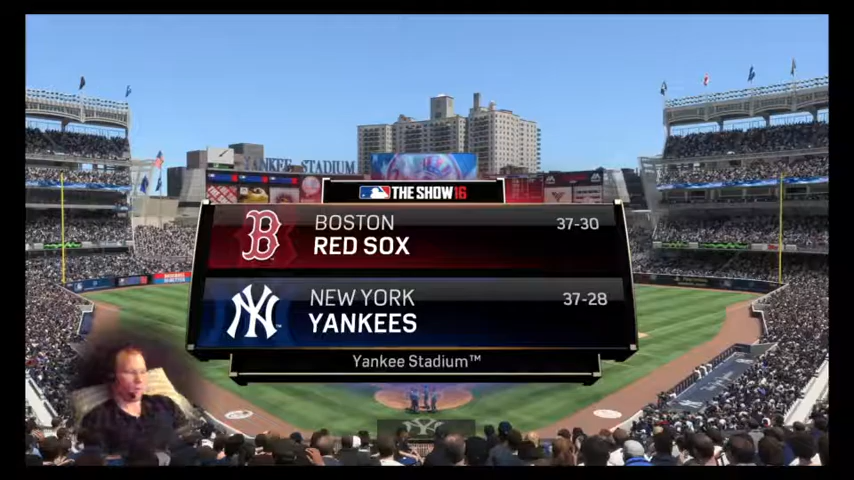 YANKEE STADIUM
THE SHOW 16
BOSTON 37-30
RED SOX
NEW YORK 37-28
YANKEES
Yankee Stadium™